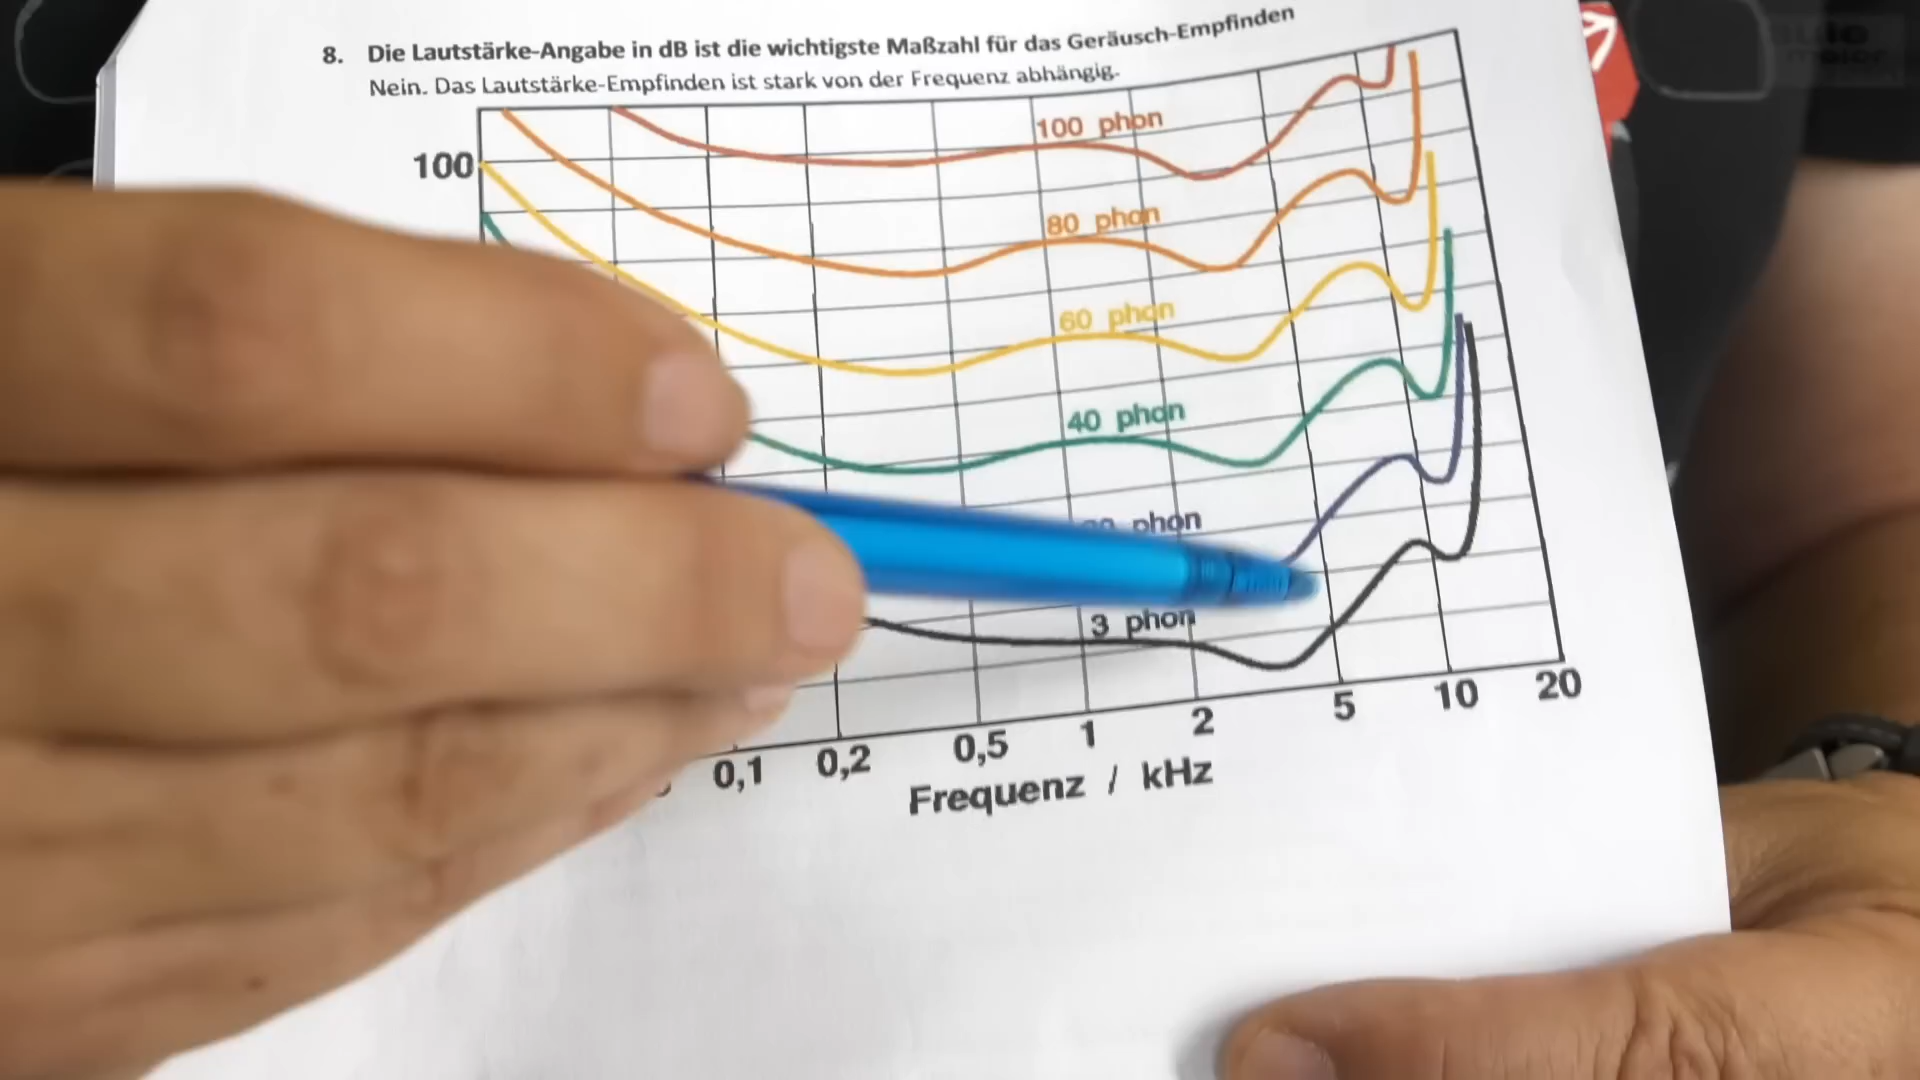 8. Die Lautstärke-Angabe in dB ist die wichtigste Maßzahl für das Geräusch-Empfinden
Nein. Das Lautstärke-Empfinden ist stark von der Frequenz abhängig.
100
100 phon
80 phon
60 phon
40 phon
phon
3 phon
0,1 0,2 0,5 1 2 5 10 20
Frequenz / kHz